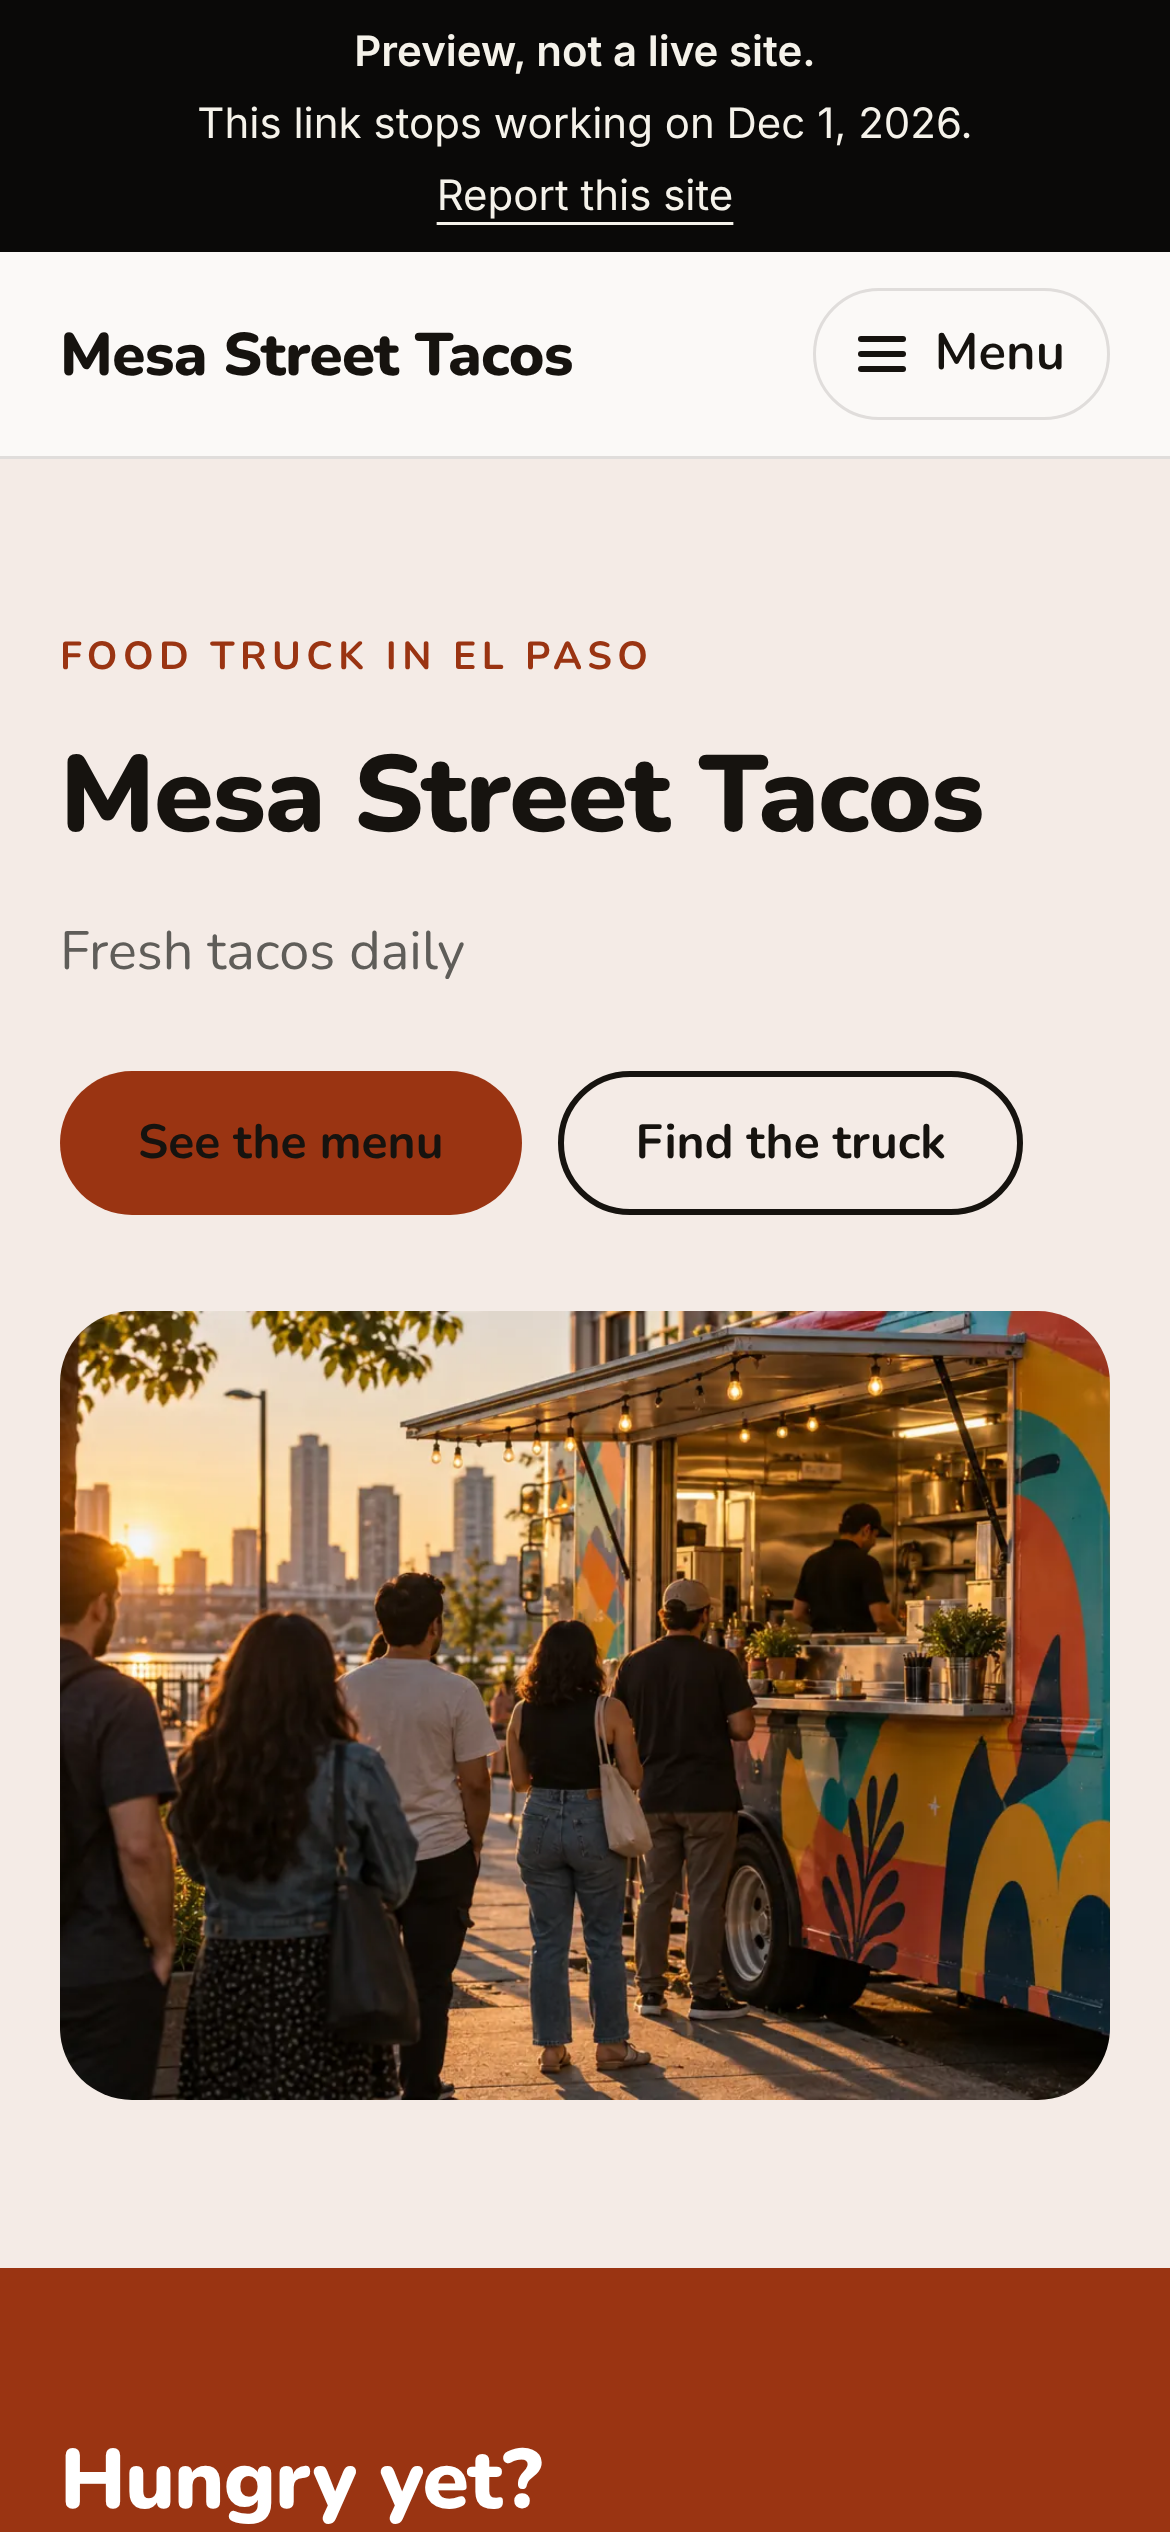 Preview, not a live site.
This link stops working on Dec 1, 2026.
Report this site
Mesa Street Tacos
Menu
FOOD TRUCK IN EL PASO
Mesa Street Tacos
Fresh tacos daily
See the menu
Find the truck
Hungry yet?